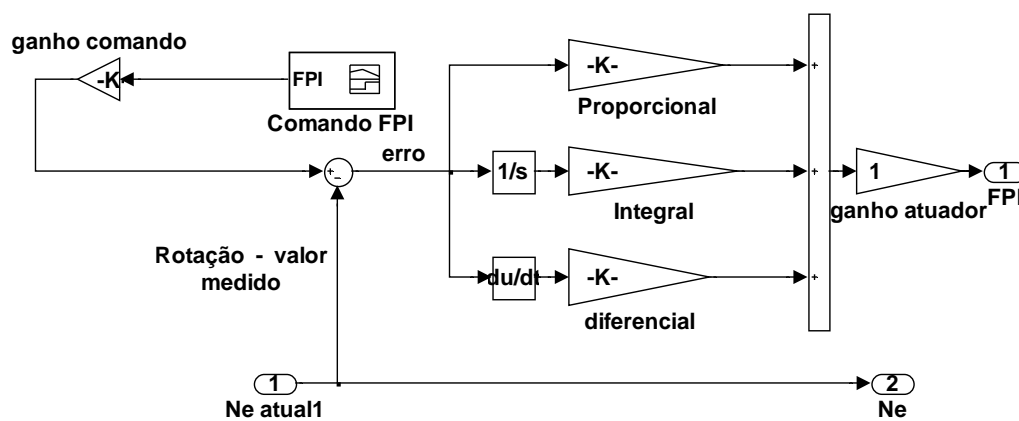 ganho comando
-K-
FPI
Comando FPI
erro
+
-
Rotação - valor
medido
1/s
du/dt
-K-
Proporcional
-K-
Integral
-K-
diferencial
+
+
+
1
ganho atuador
1
FPI
1
Ne atual1
2
Ne